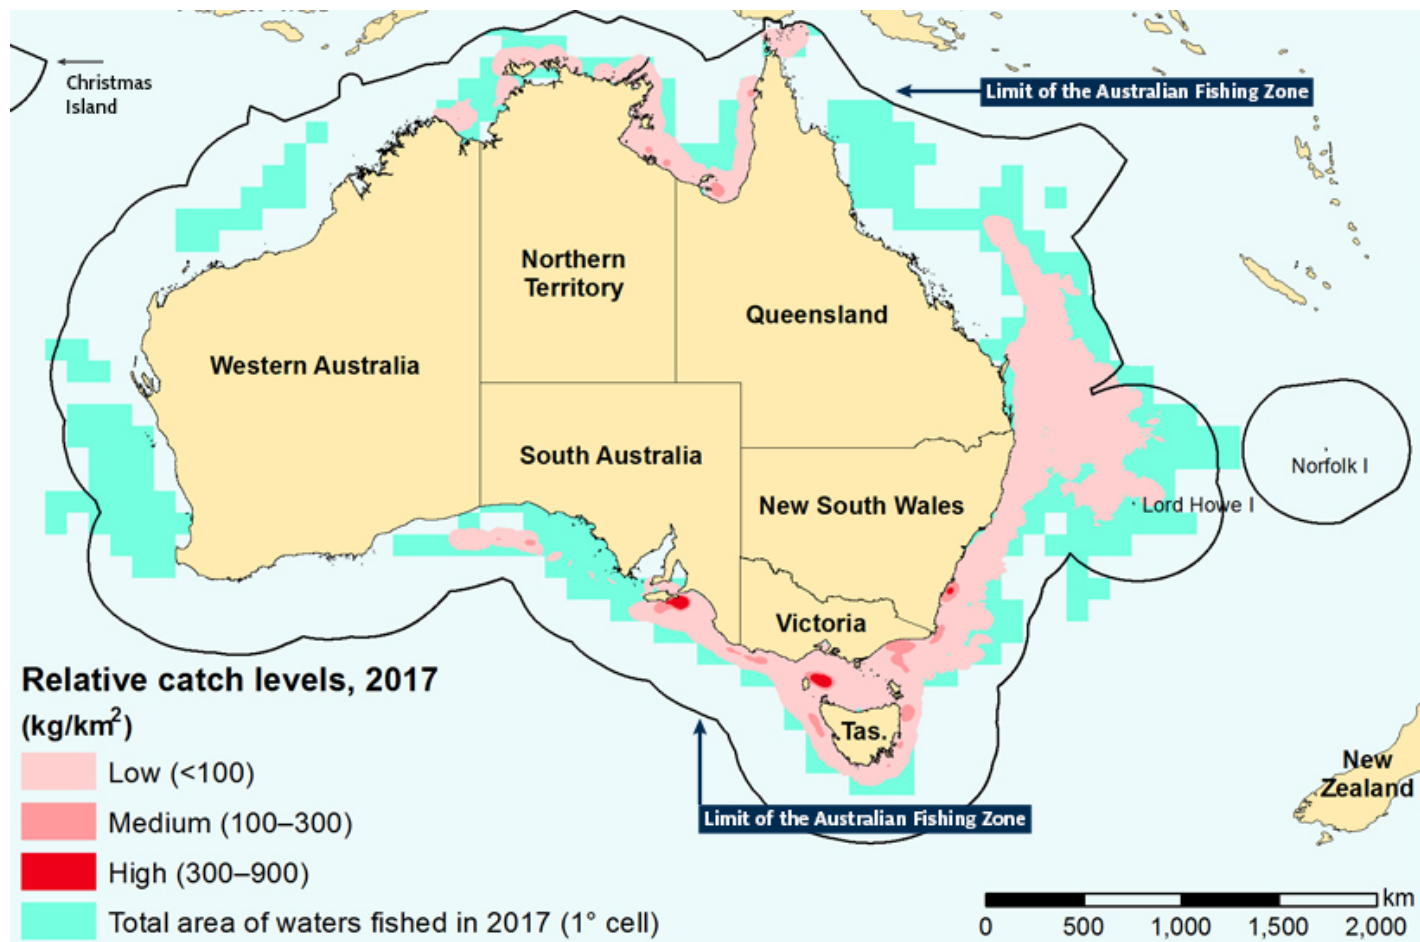 Christmas
Island
Limit of the Australian Fishing Zone
Northern
Territory
Queensland
Western Australia
South Australia
New South Wales
Norfolk I
Lord Howe I
Victoria
Tas.
New
Zealand
Limit of the Australian Fishing Zone
Relative catch levels, 2017
(kg/km²)
Low (<100)
Medium (100–300)
High (300–900)
Total area of waters fished in 2017 (1° cell)
km
0 500 1,000 1,500 2,000